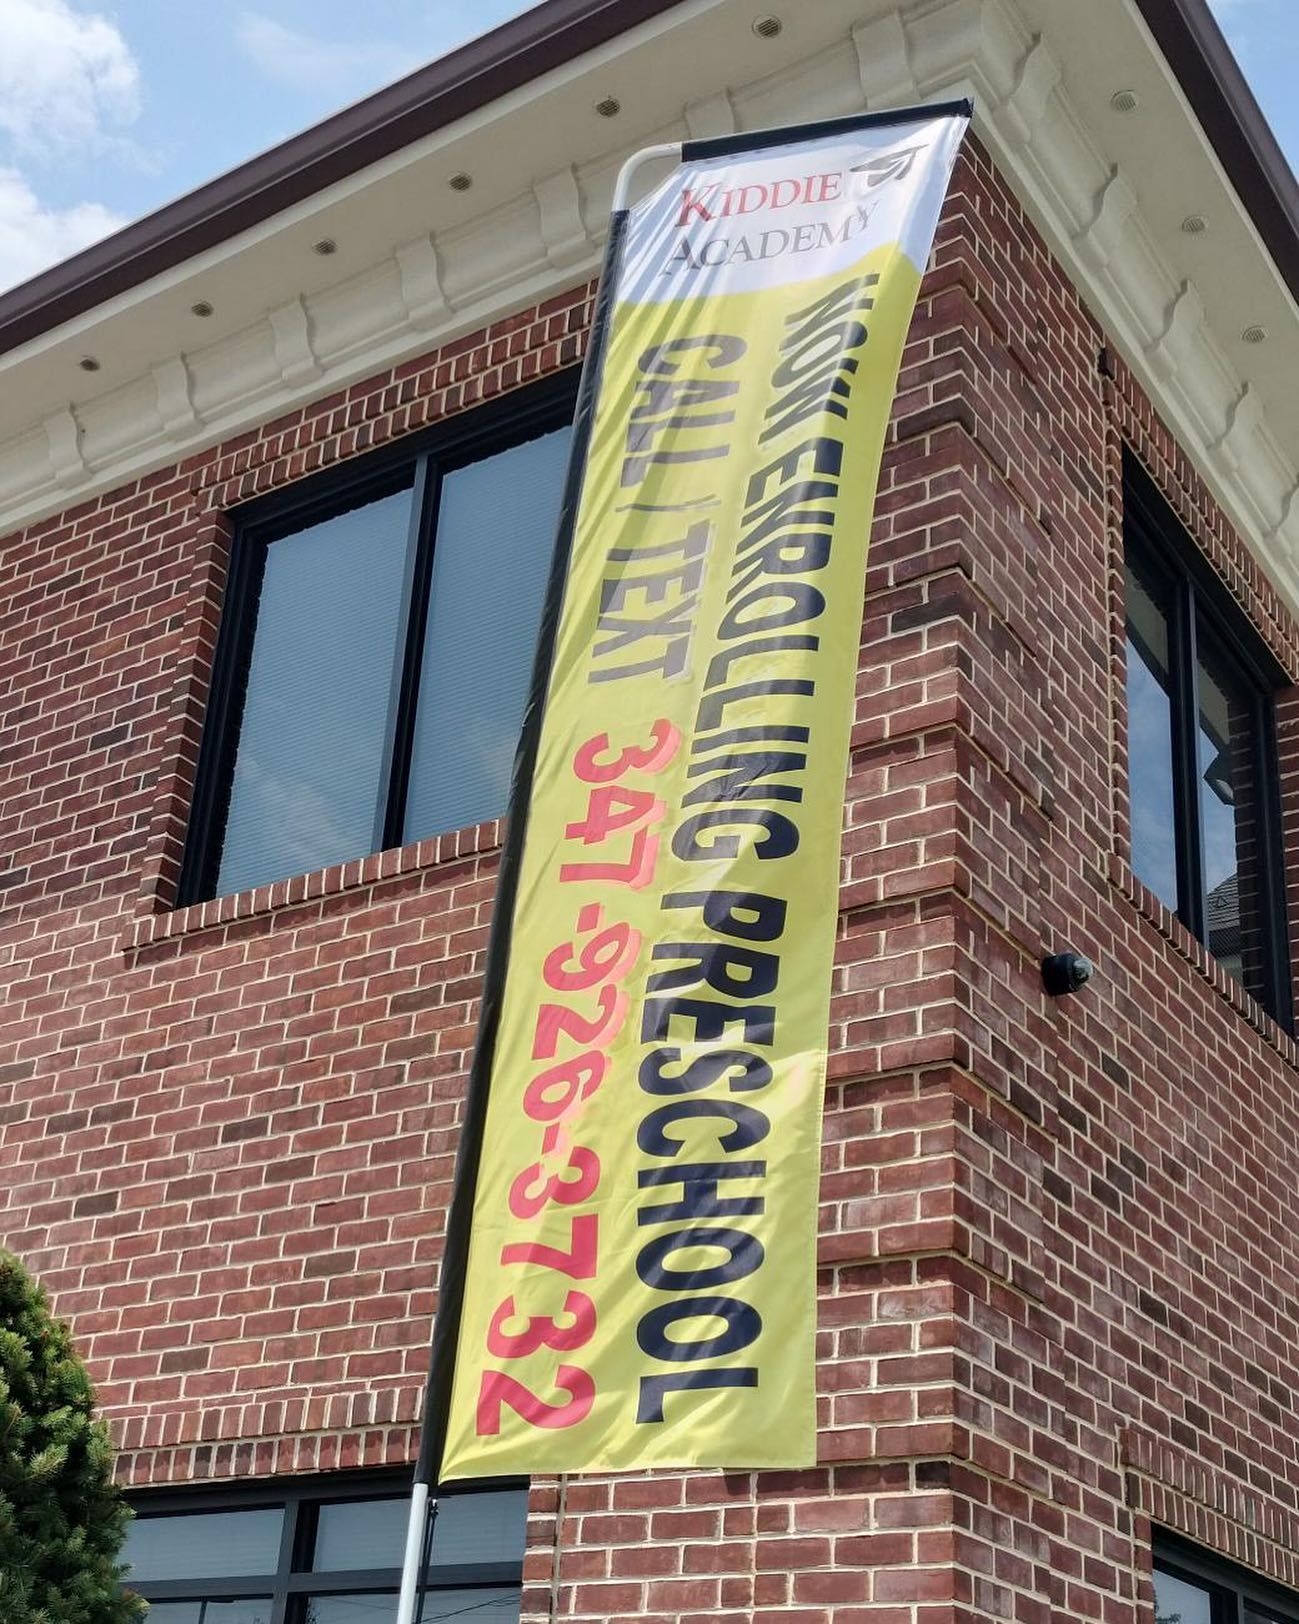 KIDDIE
ACADEMY
NOW ENROLLING PRESCHOOL
CALL / TEXT 347-926-3732